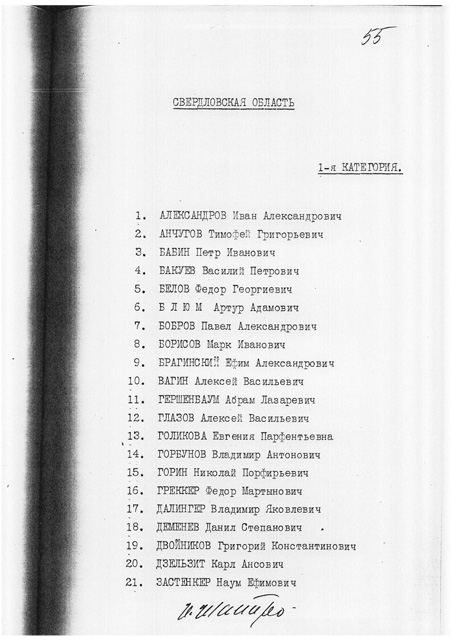 55
СВЕРДЛОВСКАЯ ОБЛАСТЬ
1-я КАТЕГОРИЯ.
1. АЛЕКСАНДРОВ Иван Александрович
2. АНЧУГОВ Тимофей Григорьевич
3. БАБИН Петр Иванович
4. БАКУЕВ Василий Петрович
5. БЕЛОВ Федор Георгиевич
6. Б Л Ю М Артур Адамович
7. БОБРОВ Павел Александрович
8. БОРИСОВ Марк Иванович
9. БРАГИНСКИЙ Ефим Александрович
10. ВАГИН Алексей Васильевич
11. ГЕРШЕНБАУМ Абрам Лазаревич
12. ГЛАЗОВ Алексей Васильевич
13. ГОЛИКОВА Евгения Парфентьевна
14. ГОРБУНОВ Владимир Антонович
15. ГОРИН Николай Порфирьевич
16. ГРЕККЕР Федор Мартынович
17. ДАЛИНГЕР Владимир Яковлевич
18. ДЕМЕНЕВ Данил Степанович
19. ДВОЙНИКОВ Григорий Константинович
20. ДЗЕЛЬЗИТ Карл Ансович
21. ЗАСТЕНКЕР Наум Ефимович